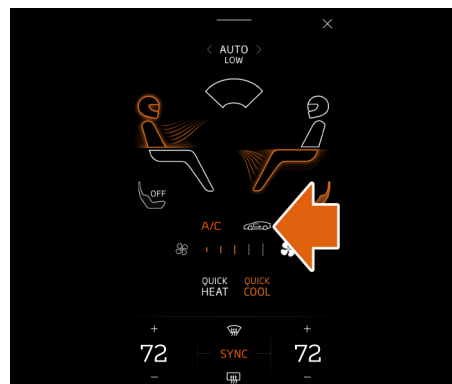 AUTO
LOW
OFF
A/C
QUICK HEAT
QUICK COOL
+ +
72 SYNC 72
- -